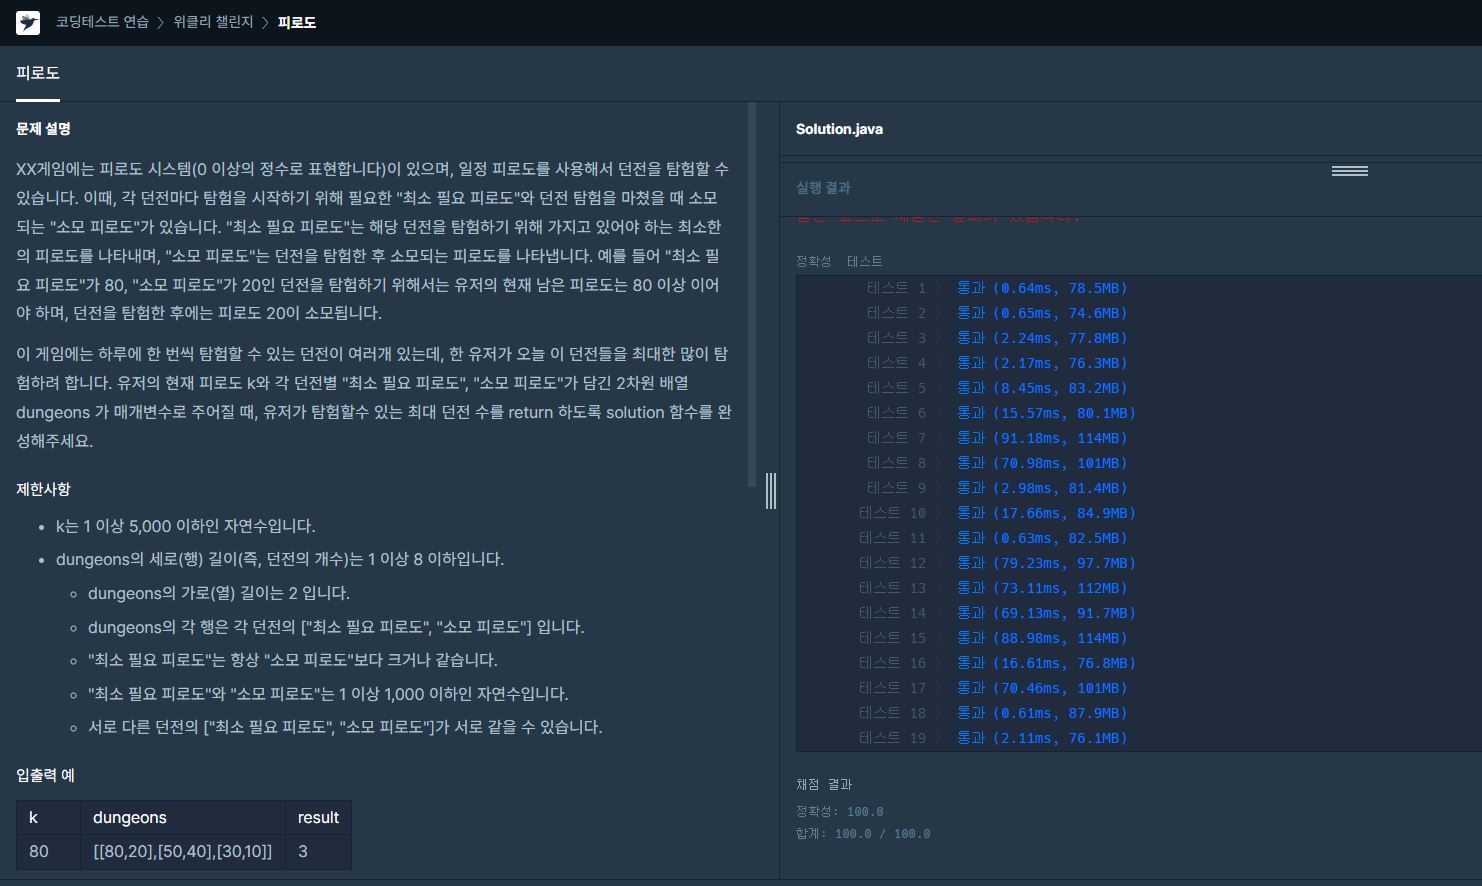 코딩테스트 연습 > 위클리 챌린지 > 피로도
피로도
문제 설명
XX게임에는 피로도 시스템(0 이상의 정수로 표현합니다)이 있으며, 일정 피로도를 사용해서 던전을 탐험할 수
있습니다. 이때, 각 던전마다 탐험을 시작하기 위해 필요한 "최소 필요 피로도"와 던전 탐험을 마쳤을 때 소모
되는 "소모 피로도"가 있습니다. "최소 필요 피로도"는 해당 던전을 탐험하기 위해 가지고 있어야 하는 최소한
의 피로도를 나타내며, "소모 피로도"는 던전을 탐험한 후 소모되는 피로도를 나타냅니다. 예를 들어 "최소 필
요 피로도"가 80, "소모 피로도"가 20인 던전을 탐험하기 위해서는 유저의 현재 남은 피로도는 80 이상 이어
야 하며, 던전을 탐험한 후에는 피로도 20이 소모됩니다.
이 게임에는 하루에 한 번씩 탐험할 수 있는 던전이 여러개 있는데, 한 유저가 오늘 이 던전들을 최대한 많이 탐
험하려 합니다. 유저의 현재 피로도 k와 각 던전별 "최소 필요 피로도", "소모 피로도"가 담긴 2차원 배열
dungeons 가 매개변수로 주어질 때, 유저가 탐험할수 있는 최대 던전 수를 return 하도록 solution 함수를 완
성해주세요.
제한사항
• k는 1 이상 5,000 이하인 자연수입니다.
• dungeons의 세로(행) 길이(즉, 던전의 개수)는 1 이상 8 이하입니다.
◦ dungeons의 가로(열) 길이는 2 입니다.
◦ dungeons의 각 행은 각 던전의 ["최소 필요 피로도", "소모 피로도"] 입니다.
◦ "최소 필요 피로도"는 항상 "소모 피로도"보다 크거나 같습니다.
◦ "최소 필요 피로도"와 "소모 피로도"는 1 이상 1,000 이하인 자연수입니다.
◦ 서로 다른 던전의 ["최소 필요 피로도", "소모 피로도"]가 서로 같을 수 있습니다.
입출력 예
k dungeons result
80 [[80,20],[50,40],[30,10]] 3
Solution.java
실행 결과
정확성 테스트
테스트 1 > 통과 (0.64ms, 78.5MB)
테스트 2 > 통과 (0.65ms, 74.6MB)
테스트 3 > 통과 (2.24ms, 77.8MB)
테스트 4 > 통과 (2.17ms, 76.3MB)
테스트 5 > 통과 (8.45ms, 83.2MB)
테스트 6 > 통과 (15.57ms, 80.1MB)
테스트 7 > 통과 (91.18ms, 114MB)
테스트 8 > 통과 (70.98ms, 101MB)
테스트 9 > 통과 (2.98ms, 81.4MB)
테스트 10 > 통과 (17.66ms, 84.9MB)
테스트 11 > 통과 (0.63ms, 82.5MB)
테스트 12 > 통과 (79.23ms, 97.7MB)
테스트 13 > 통과 (73.11ms, 112MB)
테스트 14 > 통과 (69.13ms, 91.7MB)
테스트 15 > 통과 (88.98ms, 114MB)
테스트 16 > 통과 (16.61ms, 76.8MB)
테스트 17 > 통과 (70.46ms, 101MB)
테스트 18 > 통과 (0.61ms, 87.9MB)
테스트 19 > 통과 (2.11ms, 76.1MB)
채점 결과
정확성: 100.0
합계: 100.0 / 100.0